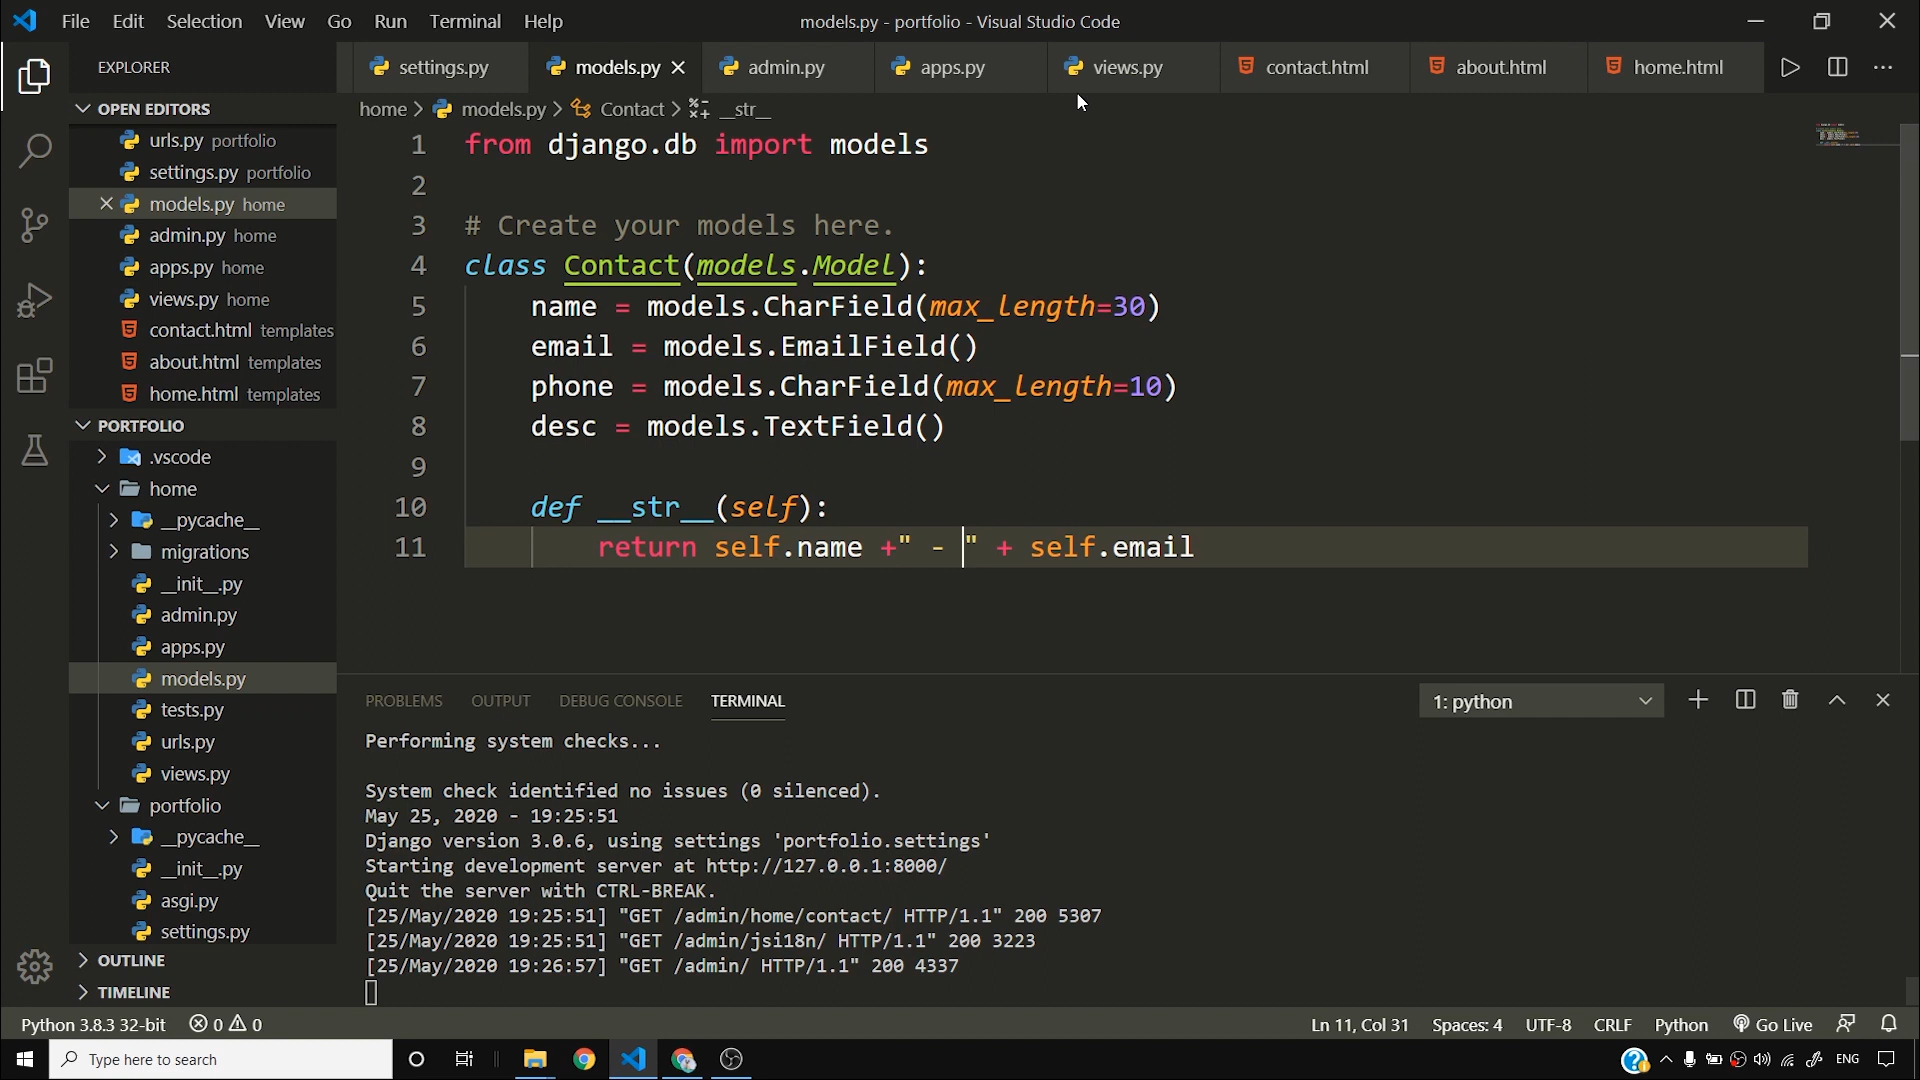 File Edit Selection View Go Run Terminal Help
models.py - portfolio - Visual Studio Code
EXPLORER
settings.py
models.py
admin.py
apps.py
views.py
contact.html
about.html
home.html
OPEN EDITORS
urls.py portfolio
settings.py portfolio
models.py home
admin.py home
apps.py home
views.py home
contact.html templates
about.html templates
home.html templates
PORTFOLIO
.vscode
home
__pycache__
migrations
__init__.py
admin.py
apps.py
models.py
tests.py
urls.py
views.py
portfolio
__pycache__
__init__.py
asgi.py
settings.py
OUTLINE
TIMELINE
home > models.py > Contact > __str__
1 from django.db import models
2
3 # Create your models here.
4 class Contact(models.Model):
5 name = models.CharField(max_length=30)
6 email = models.EmailField()
7 phone = models.CharField(max_length=10)
8 desc = models.TextField()
9
10 def __str__(self):
11 return self.name +" - " + self.email
PROBLEMS OUTPUT DEBUG CONSOLE TERMINAL
1: python
Performing system checks...
System check identified no issues (0 silenced).
May 25, 2020 - 19:25:51
Django version 3.0.6, using settings 'portfolio.settings'
Starting development server at http://127.0.0.1:8000/
Quit the server with CTRL-BREAK.
[25/May/2020 19:25:51] "GET /admin/home/contact/ HTTP/1.1" 200 5307
[25/May/2020 19:25:51] "GET /admin/jsi18n/ HTTP/1.1" 200 3223
[25/May/2020 19:26:57] "GET /admin/ HTTP/1.1" 200 4337
Python 3.8.3 32-bit 0 0
Ln 11, Col 31 Spaces: 4 UTF-8 CRLF Python Go Live
Type here to search
ENG